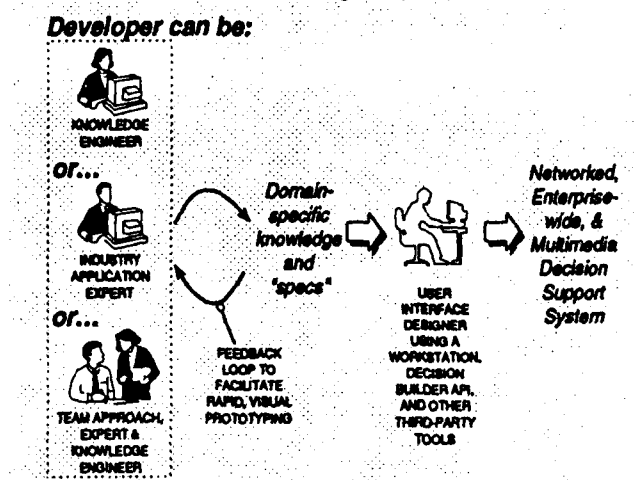 Developer can be:
KNOWLEDGE
ENGINEER
or...
INDUSTRY
APPLICATION
EXPERT
or...
TEAM APPROACH,
EXPERT &
KNOWLEDGE
ENGINEER
Domain-
specific
knowledge
and
"specs"
FEEDBACK
LOOP TO
FACILITATE
RAPID, VISUAL
PROTOTYPING
USER
INTERFACE
DESIGNER
USING A
WORKSTATION,
DECISION
BUILDER API,
AND OTHER
THIRD-PARTY
TOOLS
Networked,
Enterprise-
wide, &
Multimedia
Decision
Support
System